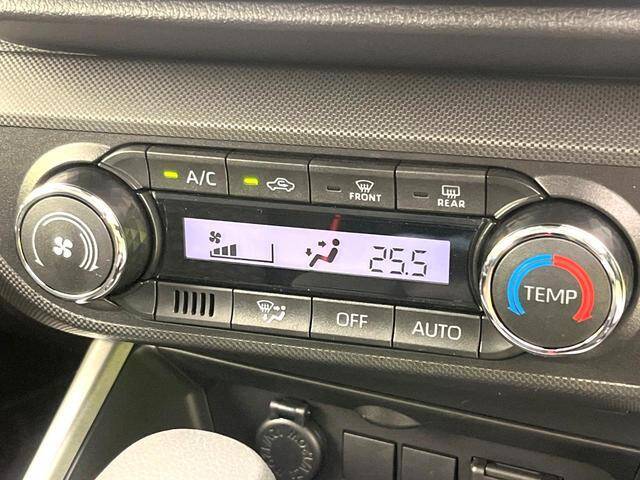 A/C
FRONT
REAR
25.5
TEMP
OFF
AUTO